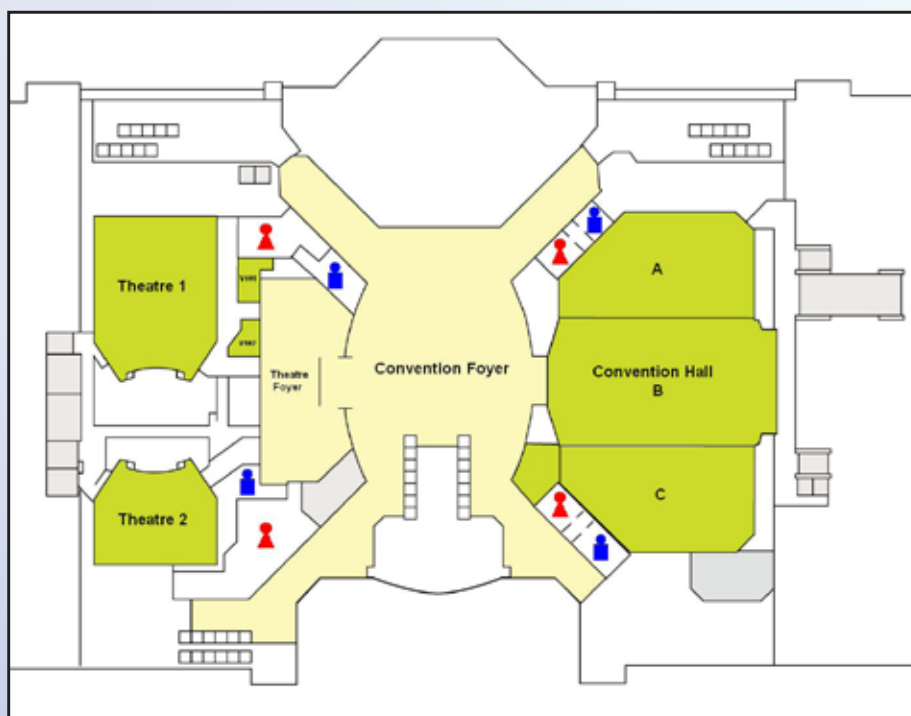 A
Theatre 1
Theatre
Foyer
Convention Foyer
Convention Hall
B
Theatre 2
C